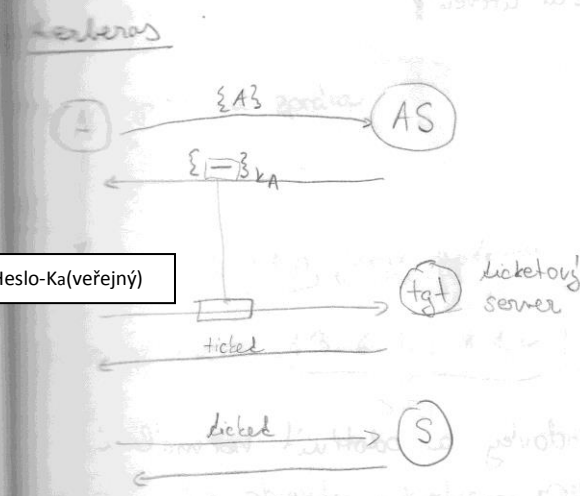 Kerberos
{A}
A
AS
{—}kA
Heslo-Ka(veřejný)
tgt
ticketový
server
ticket
ticket
S